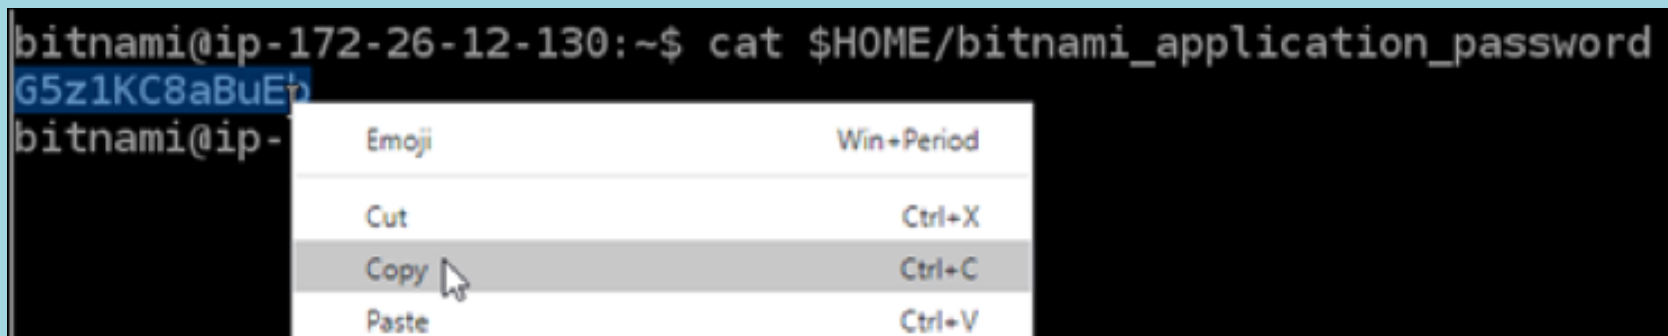 bitnami@ip-172-26-12-130:~$ cat $HOME/bitnami_application_password
G5z1KC8aBuEb
bitnami@ip-
Emoji Win+Period
Cut Ctrl+X
Copy Ctrl+C
Paste Ctrl+V